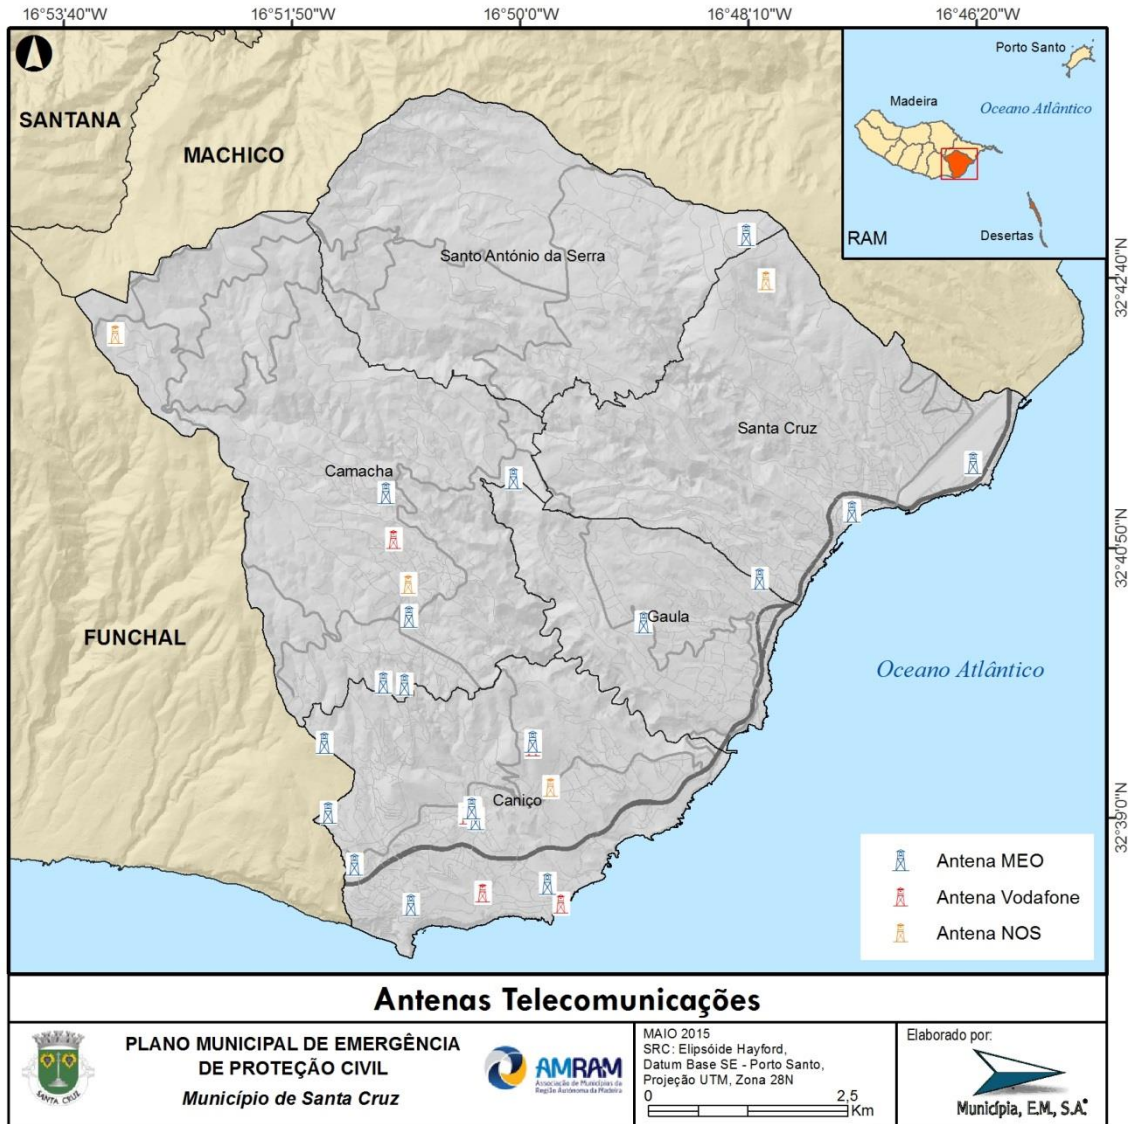 16°53'40"W
16°51'50"W
16°50'0"W
16°48'10"W
16°46'20"W
SANTANA
MACHICO
Porto Santo
Madeira
Oceano Atlântico
Desertas
RAM
Santo António da Serra
32°42'40"N
Santa Cruz
Camacha
32°40'50"N
FUNCHAL
Gaula
Oceano Atlântico
Caniço
32°39'0"N
Antena MEO
Antena Vodafone
Antena NOS
Antenas Telecomunicações
SANTA CRUZ
PLANO MUNICIPAL DE EMERGÊNCIA
DE PROTEÇÃO CIVIL
Município de Santa Cruz
AMRAM
Associação de Municípios da
Região Autónoma da Madeira
MAIO 2015
SRC: Elipsóide Hayford,
Datum Base SE - Porto Santo,
Projeção UTM, Zona 28N
0 2,5
Km
Elaborado por:
Município, E.M., S.A.